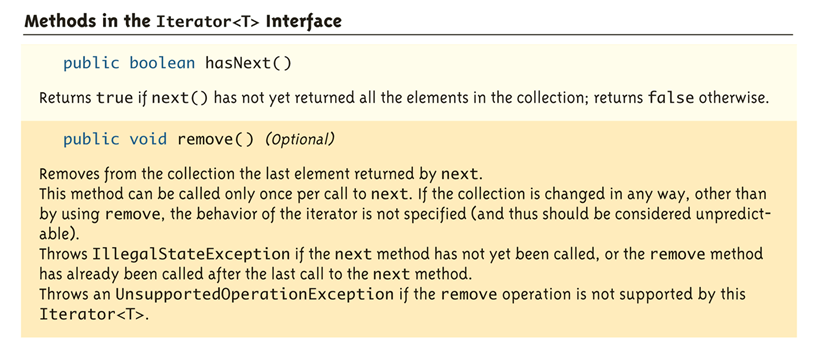 Methods in the Iterator<T> Interface
public boolean hasNext()
Returns true if next() has not yet returned all the elements in the collection; returns false otherwise.
public void remove() (Optional)
Removes from the collection the last element returned by next.
This method can be called only once per call to next. If the collection is changed in any way, other than
by using remove, the behavior of the iterator is not specified (and thus should be considered unpredict-
able).
Throws IllegalStateException if the next method has not yet been called, or the remove method
has already been called after the last call to the next method.
Throws an UnsupportedOperationException if the remove operation is not supported by this
Iterator<T>.